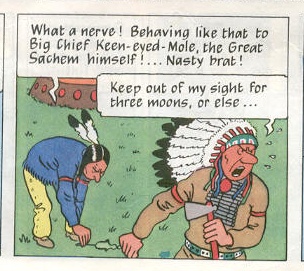 What a nerve! Behaving like that to
Big Chief Keen-eyed-Mole, the Great
Sachem himself!... Nasty brat!
Keep out of my sight for
three moons, or else...